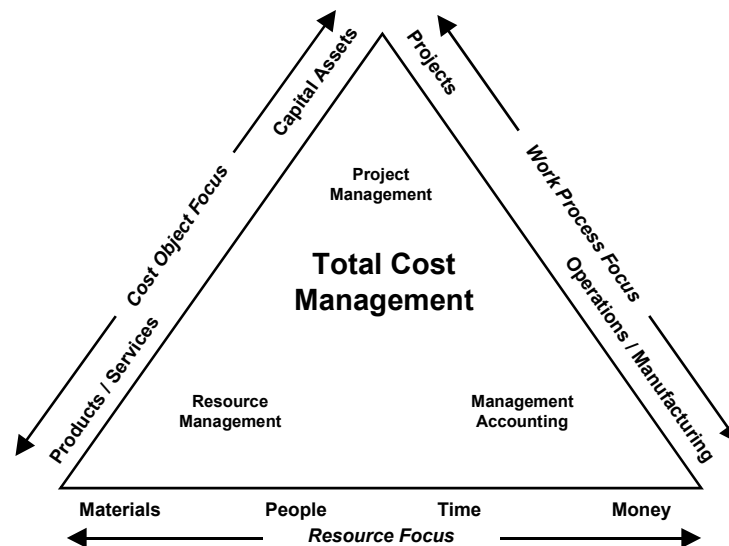 Capital Assets
Projects
Cost Object Focus
Work Process Focus
Project
Management
Total Cost
Management
Products / Services
Operations / Manufacturing
Resource
Management
Management
Accounting
Materials People Time Money
Resource Focus